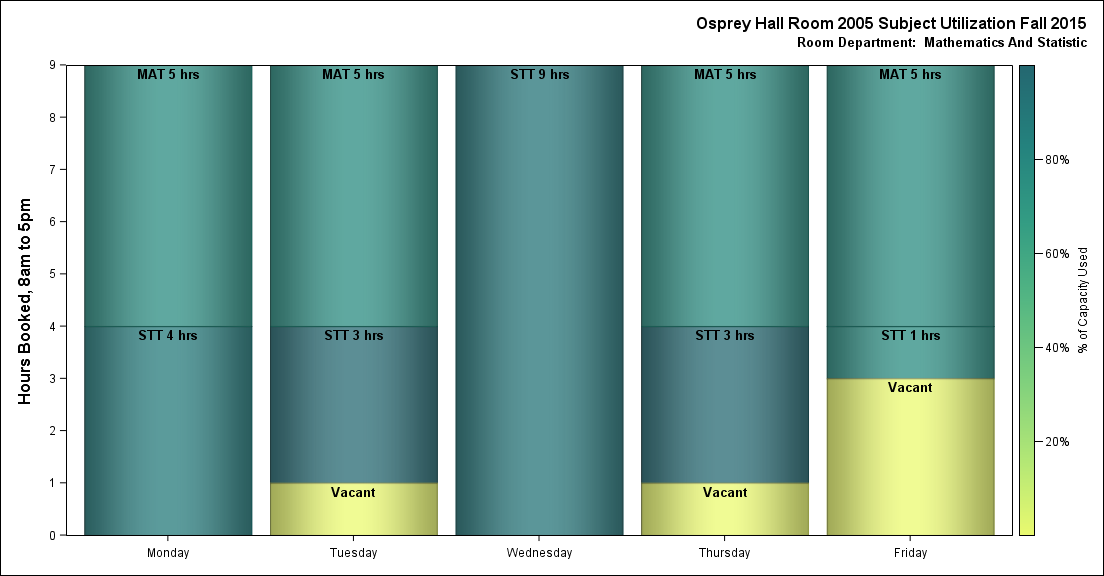 Osprey Hall Room 2005 Subject Utilization Fall 2015
Room Department:  Mathematics And Statistic
Hours Booked, 8am to 5pm
9
8
7
6
5
4
3
2
1
0
MAT 5 hrs
MAT 5 hrs
STT 9 hrs
MAT 5 hrs
MAT 5 hrs
STT 4 hrs
STT 3 hrs
STT 3 hrs
STT 1 hrs
Vacant
Vacant
Vacant
Monday
Tuesday
Wednesday
Thursday
Friday
80%
60%
40%
20%
% of Capacity Used